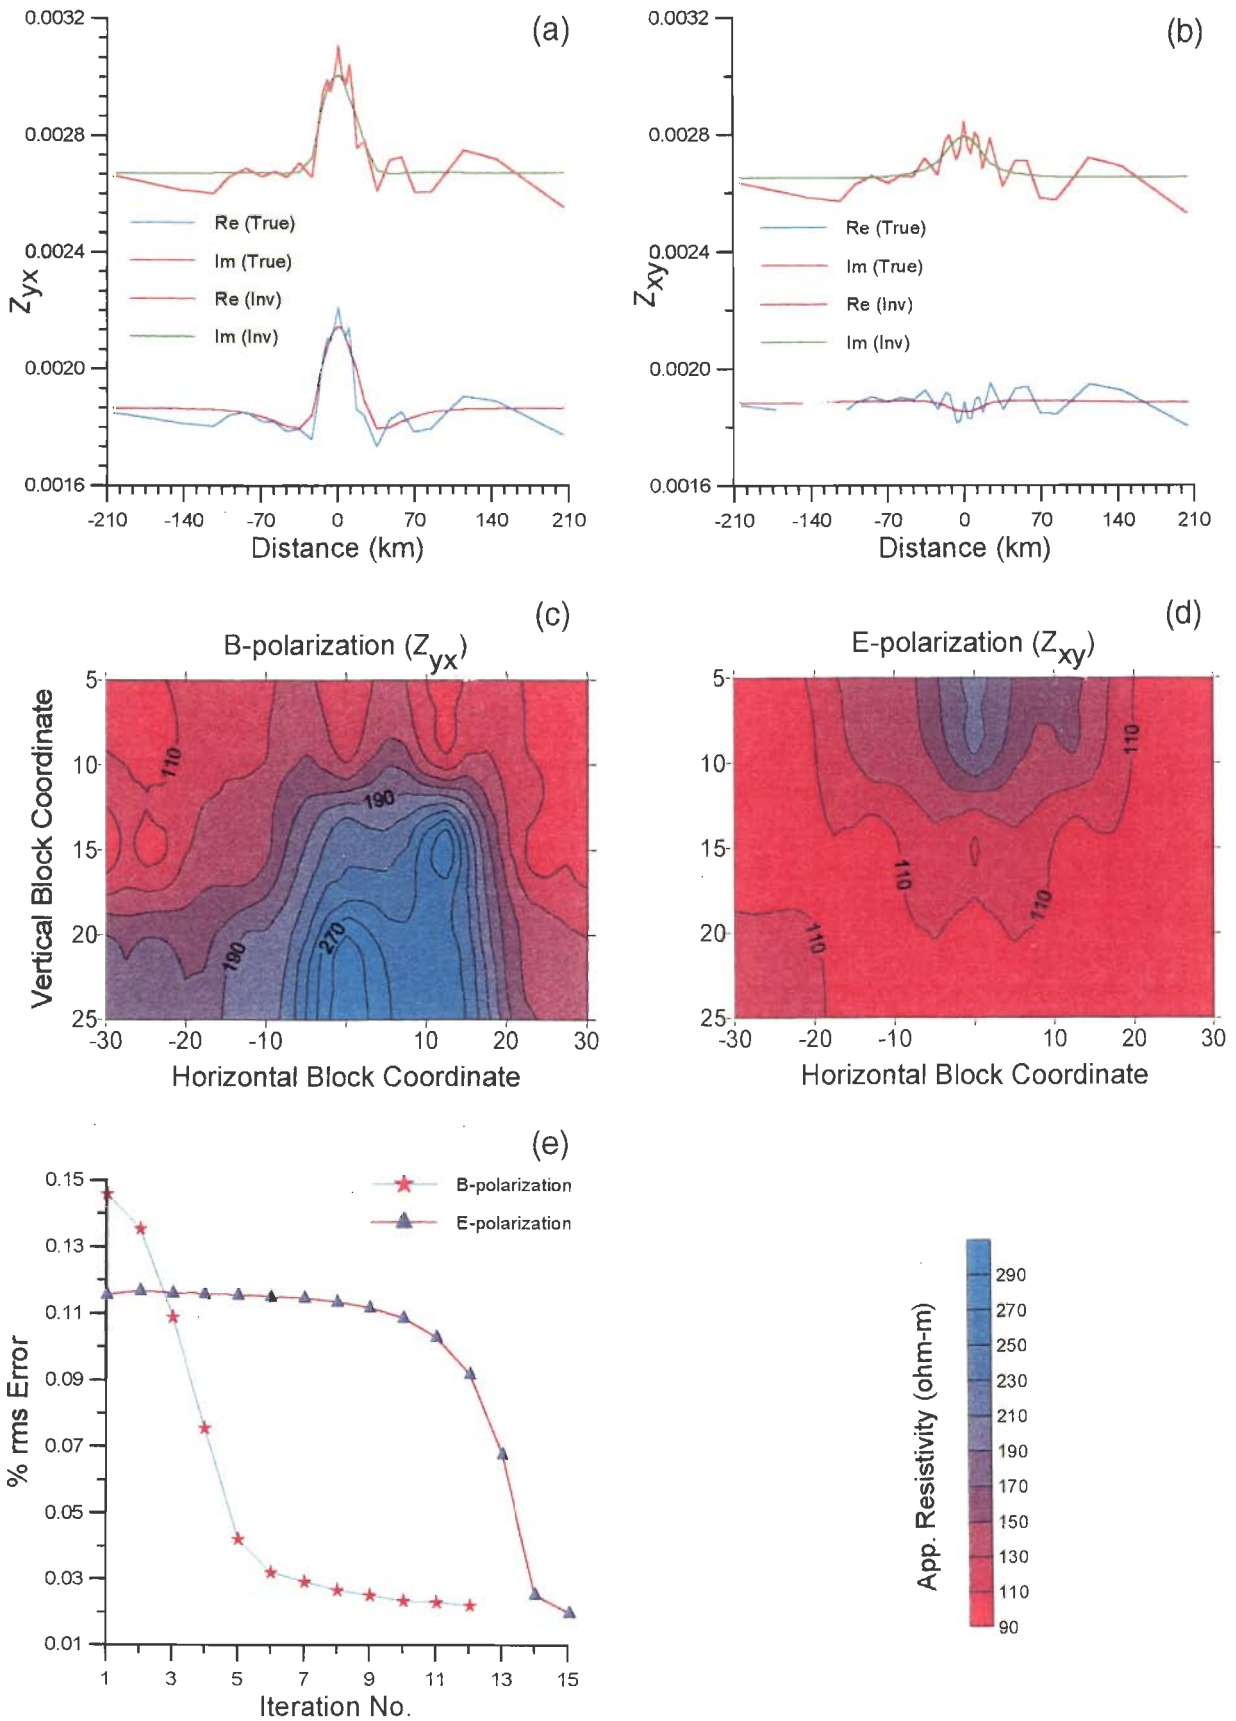 (a)
0.0032
0.0028
0.0024
0.0020
0.0016
Zyx
Re (True)
Im (True)
Re (Inv)
Im (Inv)
-210 -140 -70 0 70 140 210
Distance (km)
(b)
0.0032
0.0028
0.0024
0.0020
0.0016
Zxy
Re (True)
Im (True)
Re (Inv)
Im (Inv)
-210 -140 -70 0 70 140 210
Distance (km)
(c)
B-polarization (Zyx)
5
10
15
20
25
Vertical Block Coordinate
110
190
190
270
-30 -20 -10 10 20 30
Horizontal Block Coordinate
(d)
E-polarization (Zxy)
5
10
15
20
25
110
110
110
110
-30 -20 -10 10 20 30
Horizontal Block Coordinate
(e)
0.15
0.13
0.11
0.09
0.07
0.05
0.03
0.01
% rms Error
B-polarization
E-polarization
1 3 5 7 9 11 13 15
Iteration No.
App. Resistivity (ohm-m)
290
270
250
230
210
190
170
150
130
110
90